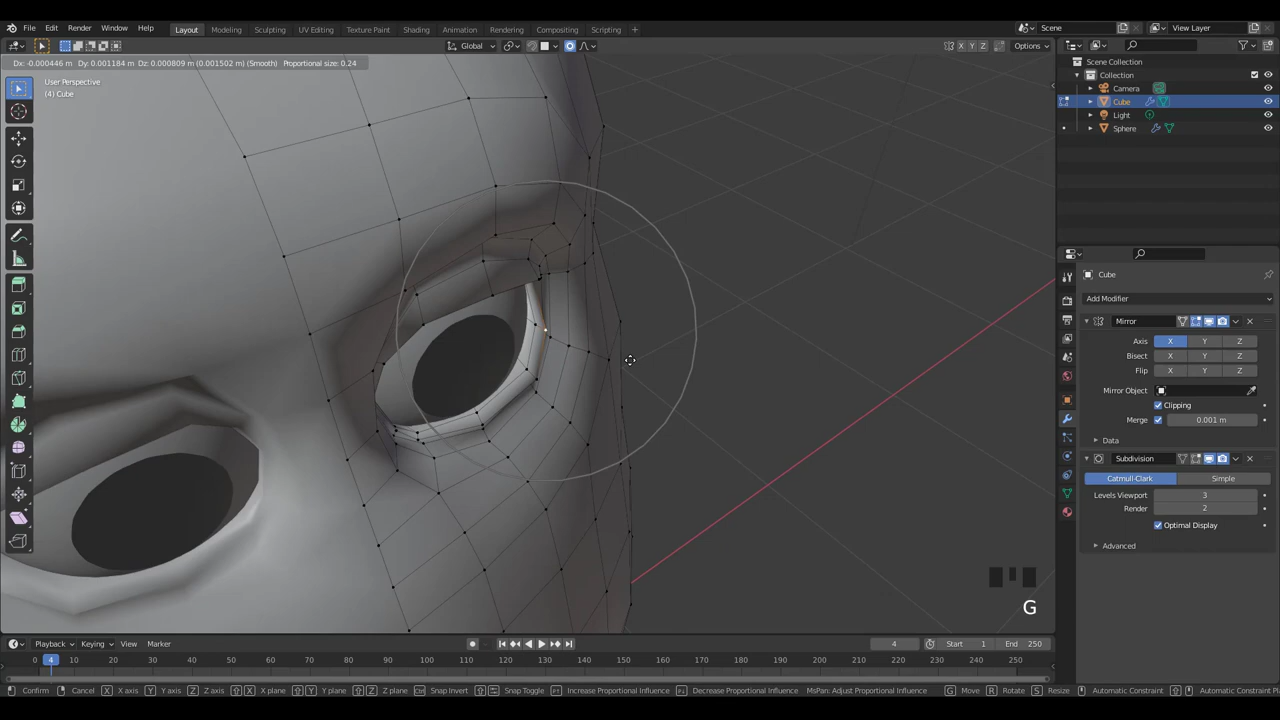 File Edit Render Window Help Layout Modeling Sculpting UV Editing Texture Paint Shading Animation Rendering Compositing Scripting + Scene View Layer
Global X Y Z Options
Dx: -0.000446 m Dy: 0.001184 m Dz: 0.000809 m (0.001502 m) (Smooth) Proportional size: 0.24
User Perspective
(4) Cube
Scene Collection
Collection
Camera
Cube
Light
Sphere
Cube
Add Modifier
Mirror
Axis X Y Z
Bisect X Y Z
Flip X Y Z
Mirror Object
Clipping
Merge 0.001 m
Data
Subdivision
Catmull-Clark Simple
Levels Viewport 3
Render 2
Optimal Display
Advanced
G
Playback Keying View Marker 4 Start 1 End 250
0 4 10 20 30 40 50 60 70 80 90 100 110 120 130 140 150 160 170 180 190 200 210 220 230 240 250
Confirm Cancel X X axis Y Y axis Z Z axis X X plane Y Y plane Z Z plane Snap Invert Snap Toggle Increase Proportional Influence Decrease Proportional Influence MsPan: Adjust Proportional Influence G Move R Rotate S Resize Automatic Constraint Automatic Constraint Pl